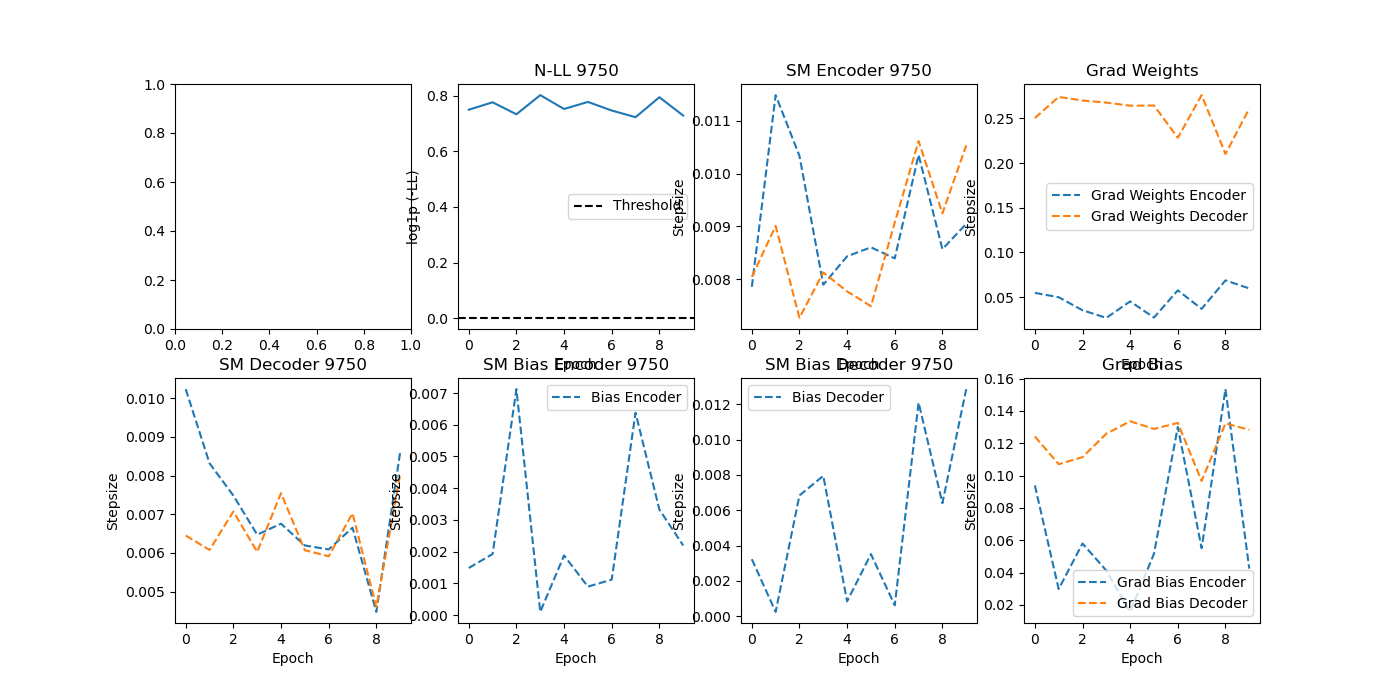 N-LL 9750
SM Encoder 9750
Grad Weights
1.0
0.8
0.6
0.4
0.2
0.0
0.0 0.2 0.4 0.6 0.8 1.0
log1p (-LL)
0.8
0.6
0.4
0.2
0.0
Threshold
0 2 4 6 8
Epoch
Stepsize
0.011
0.010
0.009
0.008
0 2 4 6 8
Epoch
Stepsize
0.25
0.20
0.15
0.10
0.05
Grad Weights Encoder
Grad Weights Decoder
0 2 4 6 8
Epoch
SM Decoder 9750
SM Bias Encoder 9750
SM Bias Decoder 9750
Grad Bias
Stepsize
0.010
0.009
0.008
0.007
0.006
0.005
0 2 4 6 8
Epoch
Stepsize
0.007
0.006
0.005
0.004
0.003
0.002
0.001
0.000
Bias Encoder
0 2 4 6 8
Epoch
Stepsize
0.012
0.010
0.008
0.006
0.004
0.002
0.000
Bias Decoder
0 2 4 6 8
Epoch
Stepsize
0.16
0.14
0.12
0.10
0.08
0.06
0.04
0.02
Grad Bias Encoder
Grad Bias Decoder
0 2 4 6 8
Epoch